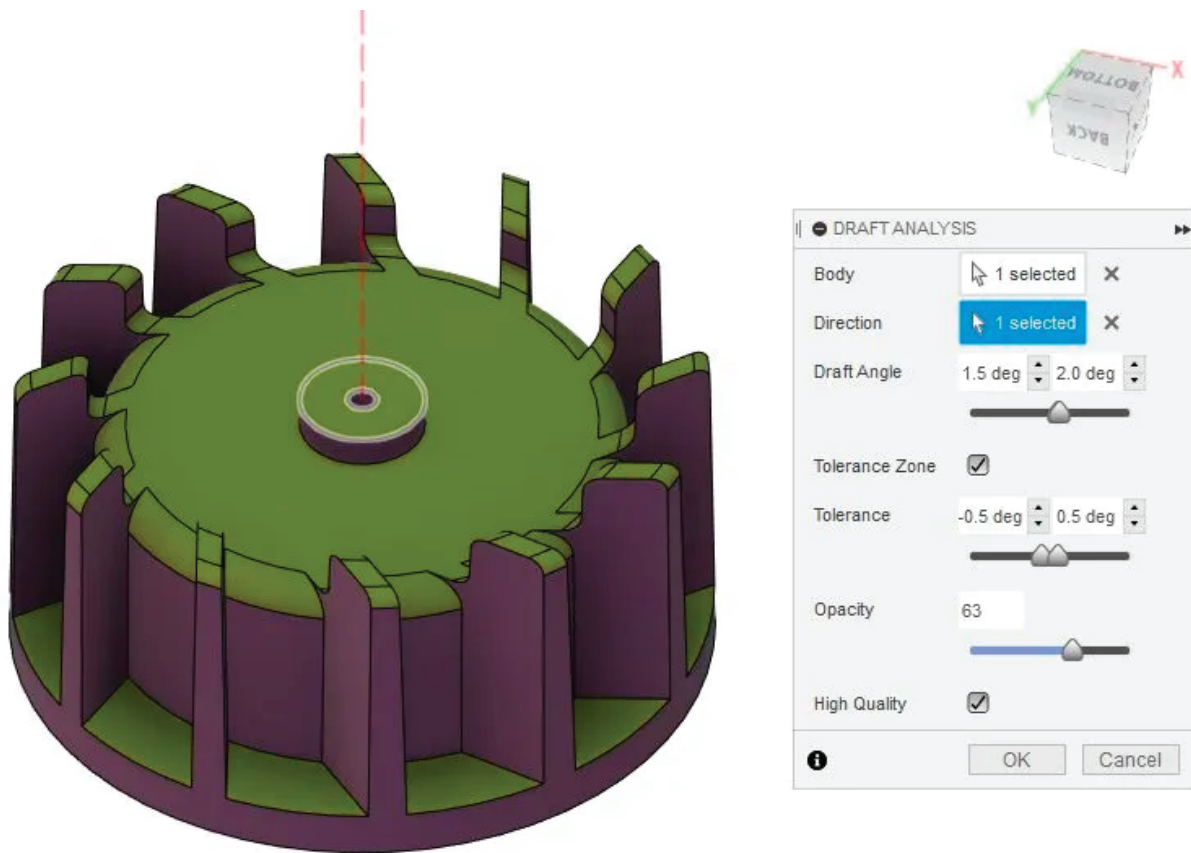 X
BOTTOM
BACK
DRAFT ANALYSIS
Body 1 selected
Direction 1 selected
Draft Angle 1.5 deg 2.0 deg
Tolerance Zone
Tolerance -0.5 deg 0.5 deg
Opacity 63
High Quality
OK Cancel